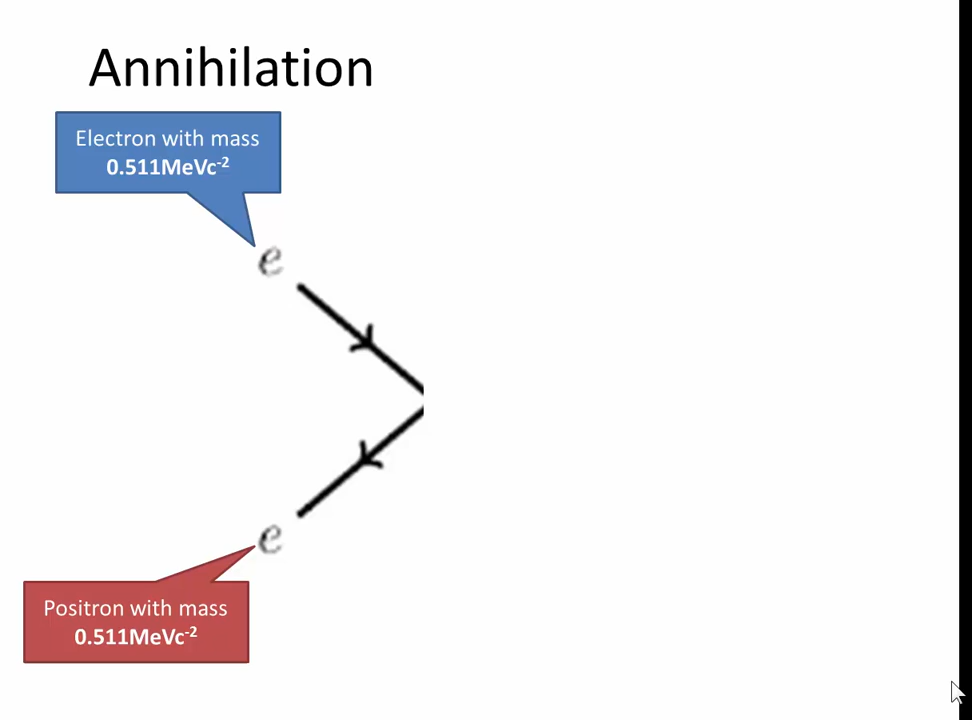 Annihilation
Electron with mass
0.511MeVc⁻²
e
e
Positron with mass
0.511MeVc⁻²